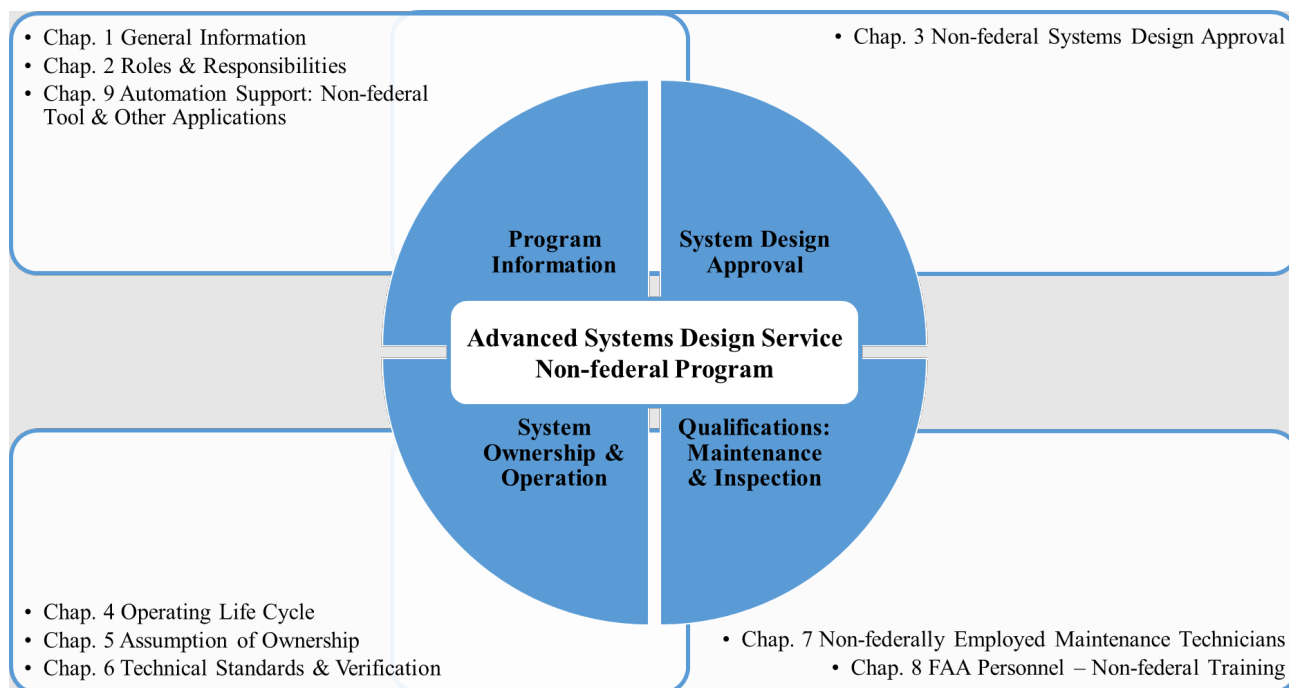 • Chap. 1 General Information
• Chap. 2 Roles & Responsibilities
• Chap. 9 Automation Support: Non-federal
Tool & Other Applications
• Chap. 3 Non-federal Systems Design Approval
Program
Information
System Design
Approval
Advanced Systems Design Service
Non-federal Program
System
Ownership &
Operation
Qualifications:
Maintenance
& Inspection
• Chap. 4 Operating Life Cycle
• Chap. 5 Assumption of Ownership
• Chap. 6 Technical Standards & Verification
• Chap. 7 Non-federally Employed Maintenance Technicians
• Chap. 8 FAA Personnel – Non-federal Training